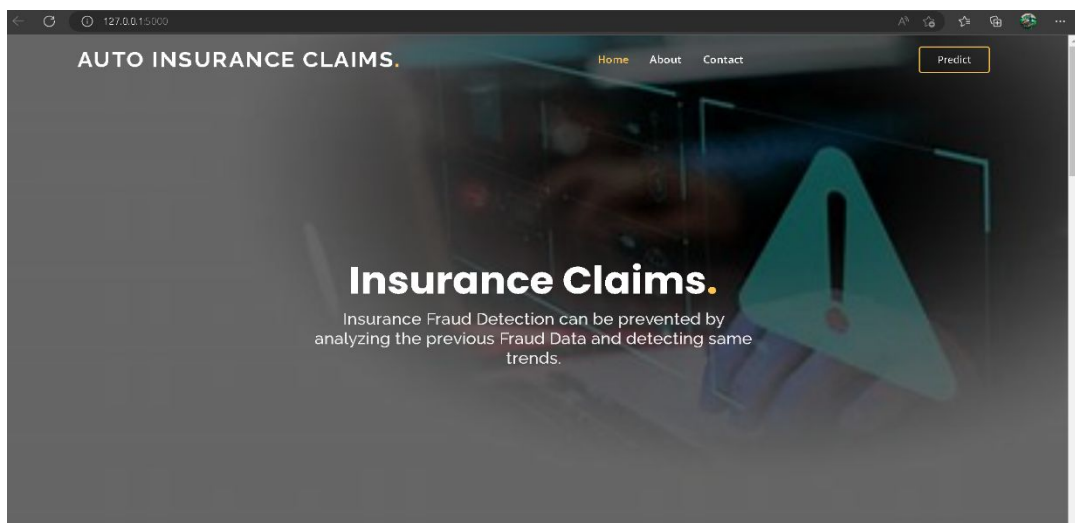 127.0.0.1:5000
AUTO INSURANCE CLAIMS.
Home About Contact
Predict
Insurance Claims.
Insurance Fraud Detection can be prevented by
analyzing the previous Fraud Data and detecting same
trends.